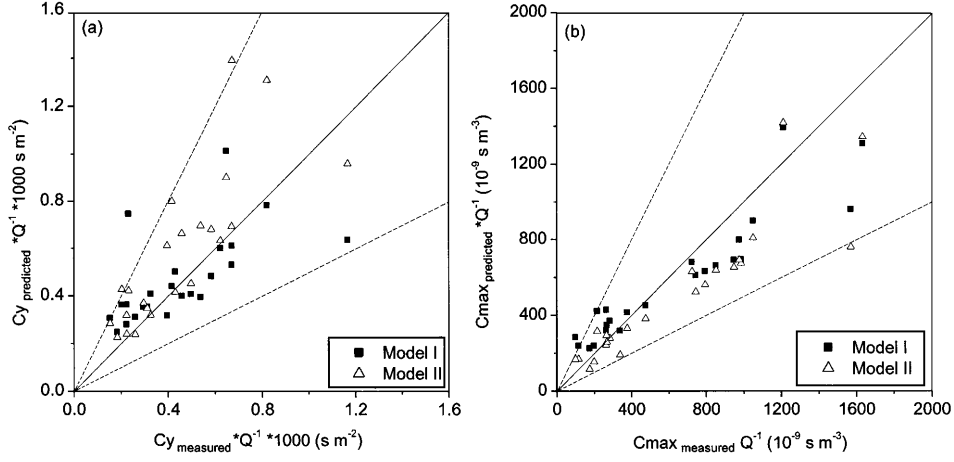 (a)
1.6
1.2
0.8
0.4
0.0
Cy predicted *Q⁻¹ *1000 s m⁻²)
Model I
Model II
0.0 0.4 0.8 1.2 1.6
Cy measured *Q⁻¹ *1000 (s m⁻²)
(b)
2000
1600
1200
800
400
0
Cmax predicted *Q⁻¹ (10⁻⁹ s m⁻³)
Model I
Model II
0 400 800 1200 1600 2000
Cmax measured Q⁻¹ (10⁻⁹ s m⁻³)